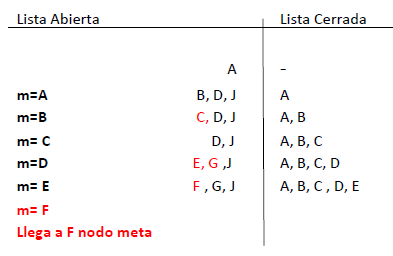 Lista Abierta Lista Cerrada
A –
m=A B, D, J A
m=B C, D, J A, B
m= C D, J A, B, C
m=D E, G ,J A, B, C, D
m= E F , G, J A, B, C , D, E
m= F
Llega a F nodo meta